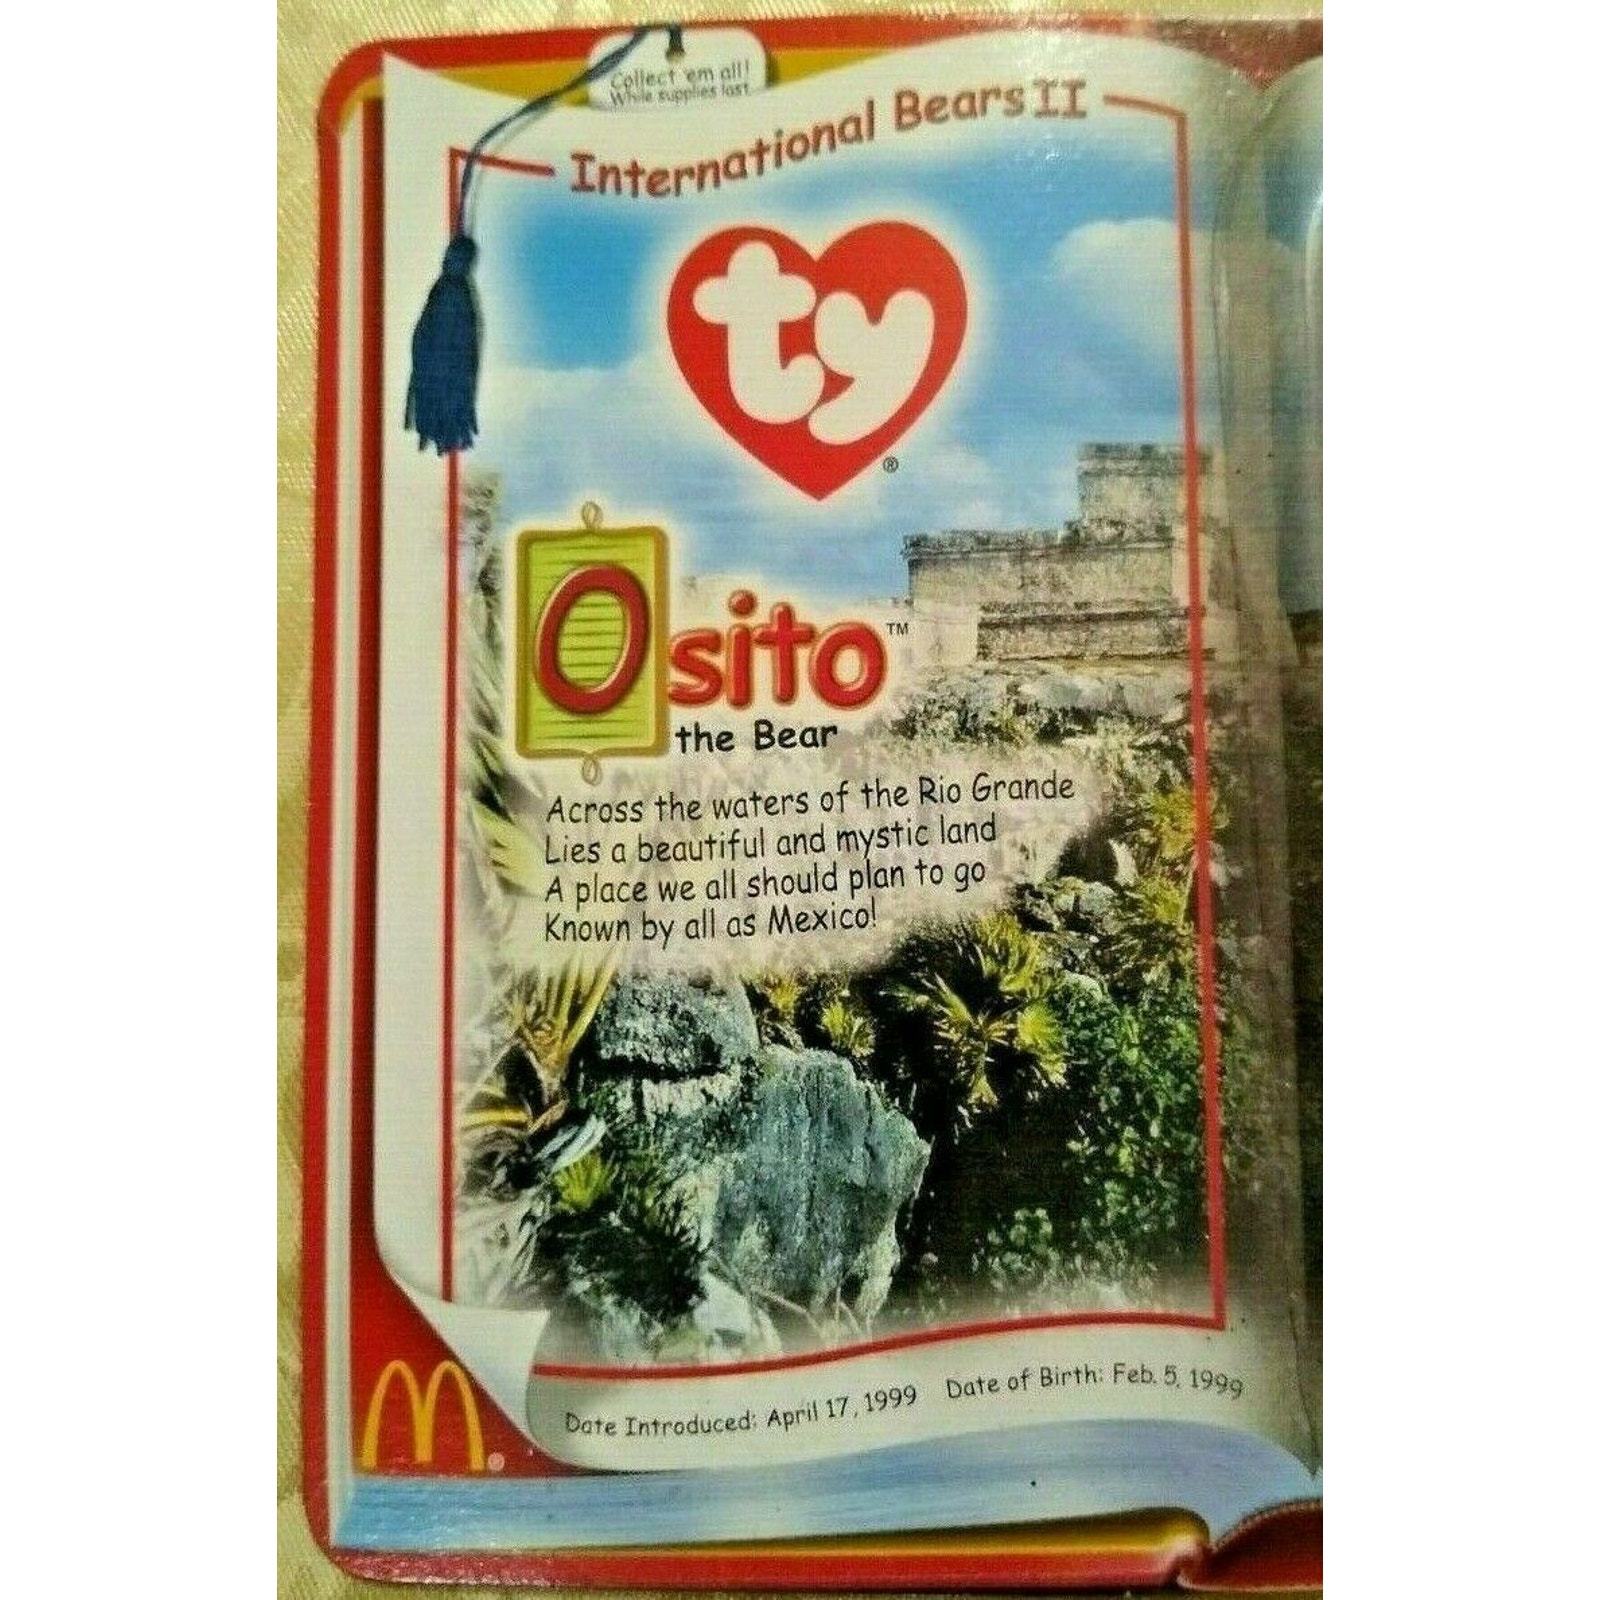 Collect 'em all!
While supplies last
International Bears II
ty
®
Osito™
the Bear
Across the waters of the Rio Grande
Lies a beautiful and mystic land
A place we all should plan to go
Known by all as Mexico!
Date Introduced: April 17, 1999 Date of Birth: Feb. 5, 1999
M®